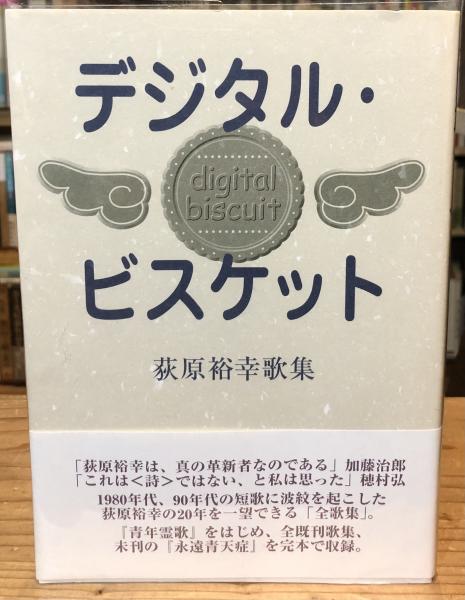 デジタル・
digital
biscuit
ビスケット
荻原裕幸歌集
「荻原裕幸は、真の革新者なのである」加藤治郎
「これは<詩>ではない、と私は思った」穂村弘
1980年代、90年代の短歌に波紋を起こした
荻原裕幸の20年を一望できる「全歌集」。
『青年霊歌』をはじめ、全既刊歌集、
未刊の『永遠青天症』を完本で収録。